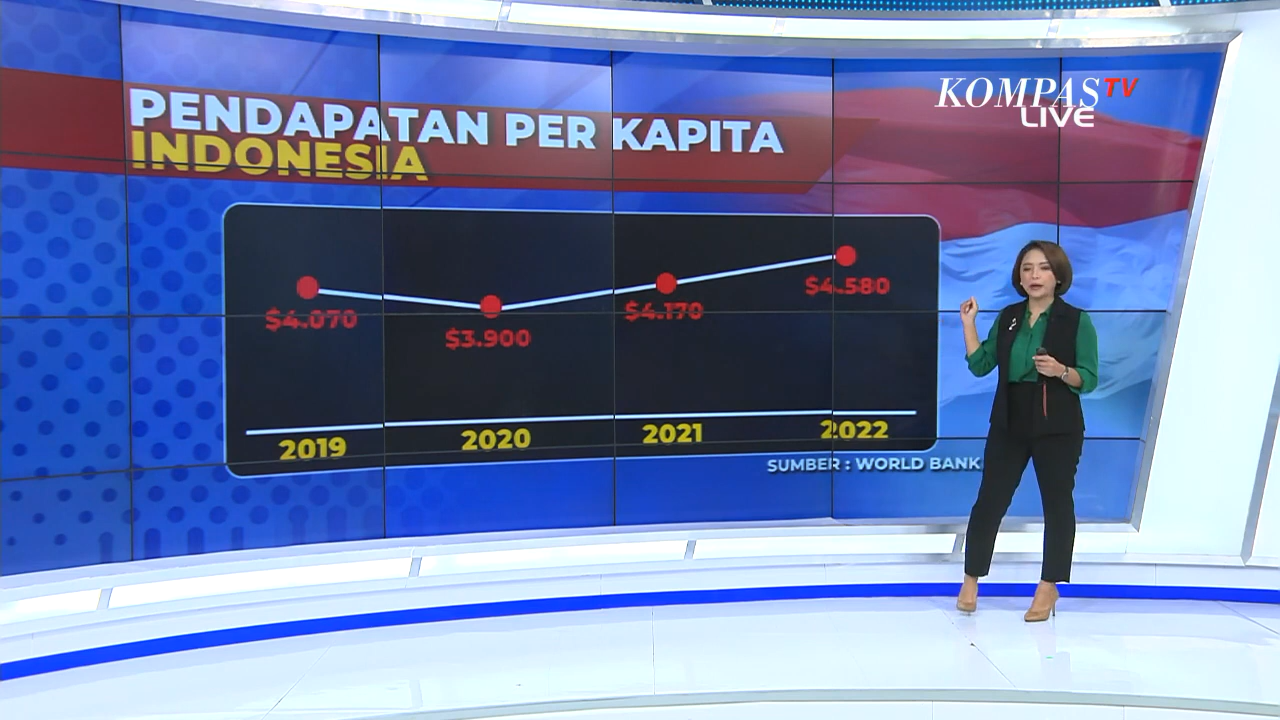 KOMPASTV
LIVE
PENDAPATAN PER KAPITA
INDONESIA
$4.070
$3.900
$4.170
$4.580
2019
2020
2021
2022
SUMBER : WORLD BANK